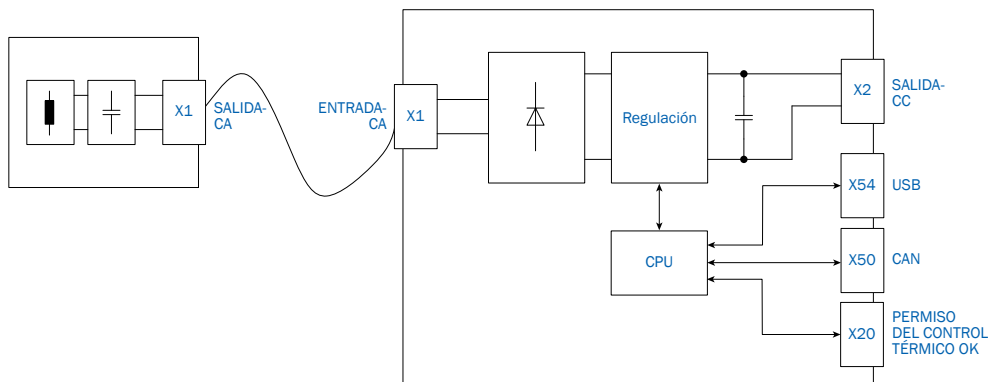 X1
SALIDA-
CA
ENTRADA-
CA
X1
Regulación
CPU
X2
SALIDA-
CC
X54
USB
X50
CAN
X20
PERMISO
DEL CONTROL
TÉRMICO OK